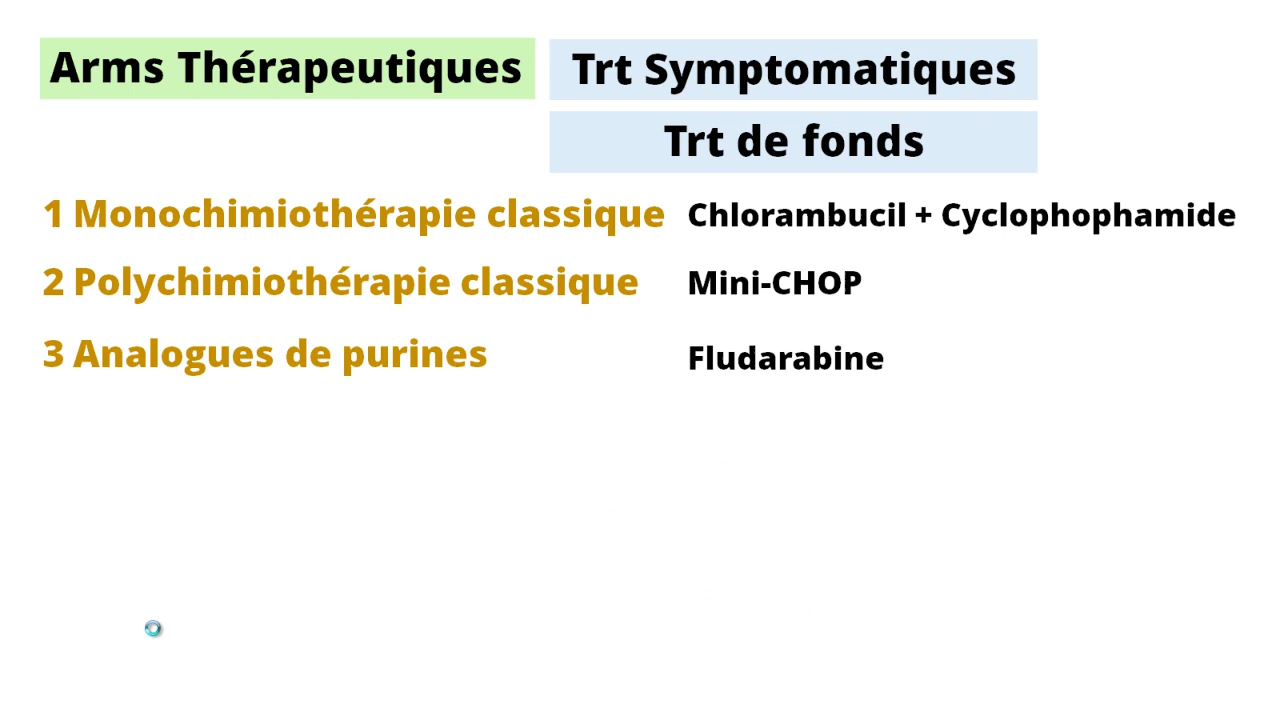 Arms Thérapeutiques
Trt Symptomatiques
Trt de fonds
1 Monochimiothérapie classique Chlorambucil + Cyclophophamide
2 Polychimiothérapie classique Mini-CHOP
3 Analogues de purines Fludarabine